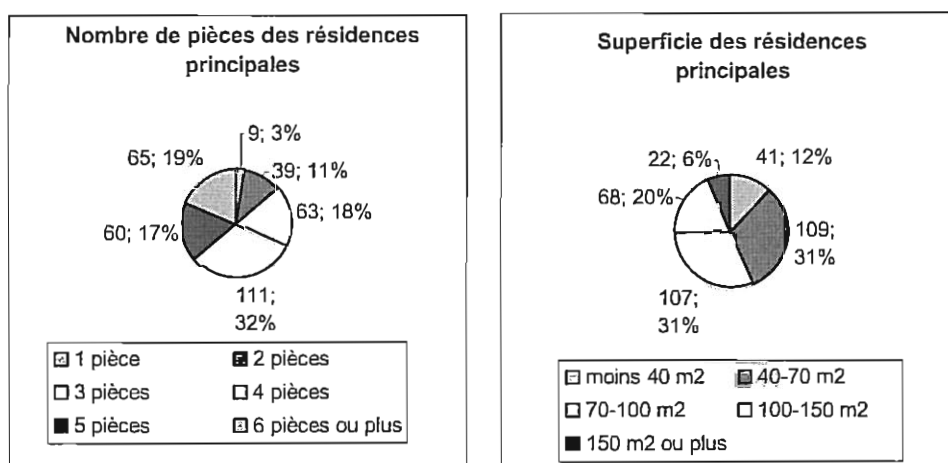 Nombre de pièces des résidences
principales
9; 3%
65; 19%
39; 11%
63; 18%
60; 17%
111;
32%
1 pièce
2 pièces
3 pièces
4 pièces
5 pièces
6 pièces ou plus
Superficie des résidences
principales
22; 6%
41; 12%
68; 20%
109;
31%
107;
31%
moins 40 m2
40-70 m2
70-100 m2
100-150 m2
150 m2 ou plus